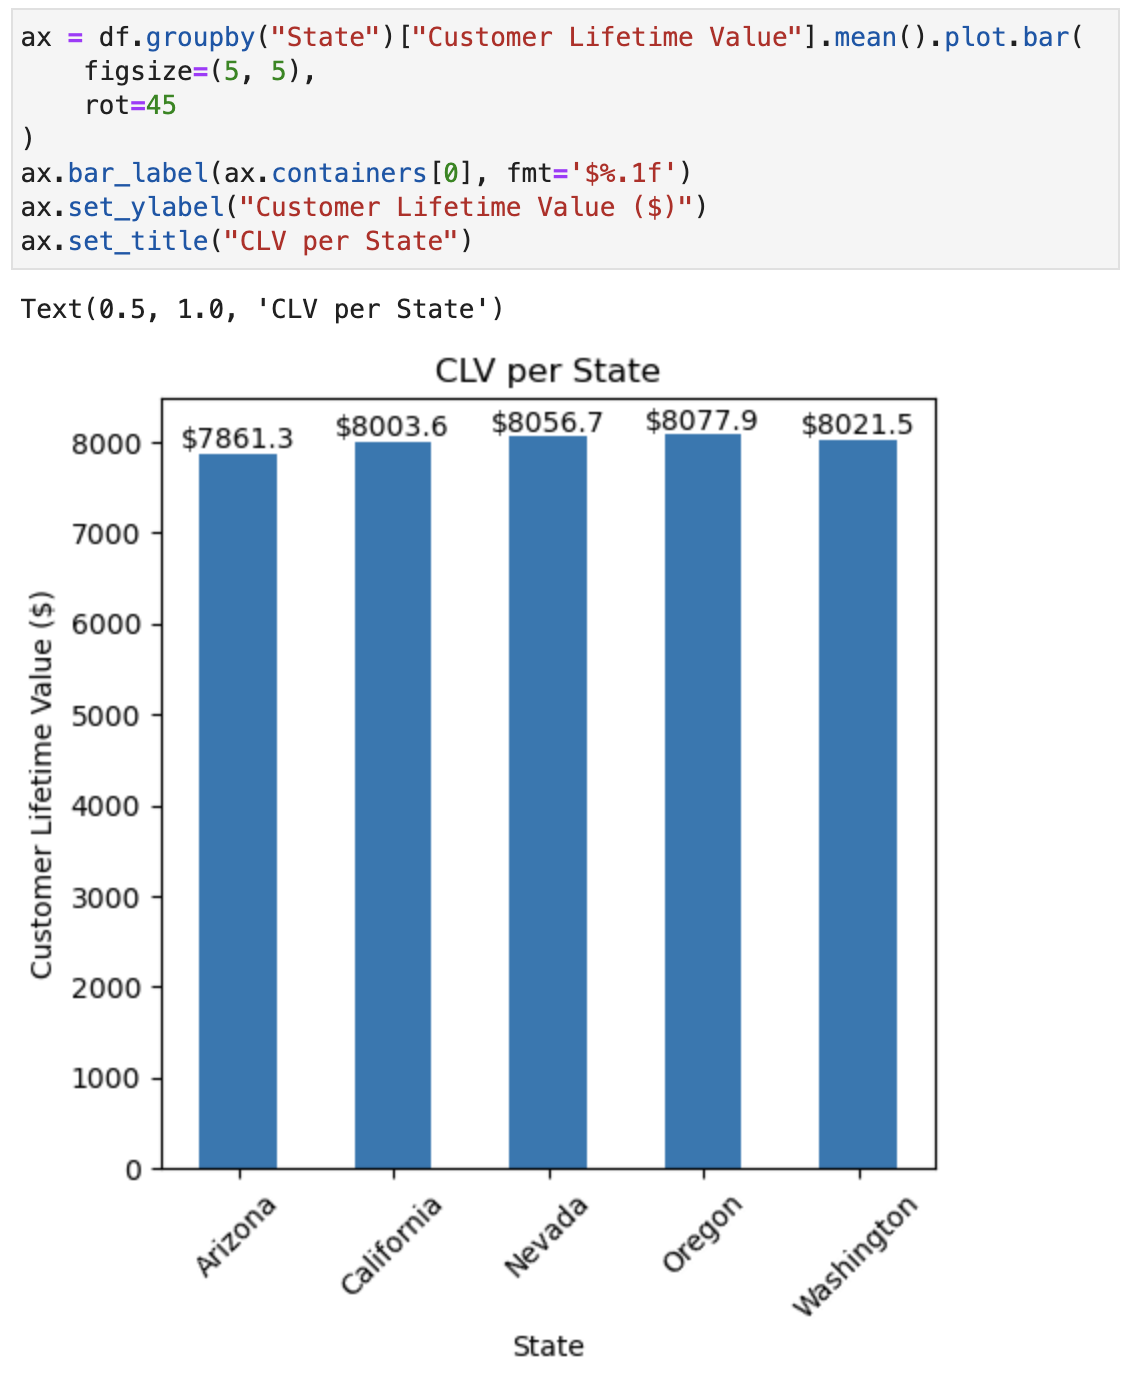 ax = df.groupby("State")["Customer Lifetime Value"].mean().plot.bar(
    figsize=(5, 5),
    rot=45
)
ax.bar_label(ax.containers[0], fmt='$%.1f')
ax.set_ylabel("Customer Lifetime Value ($)")
ax.set_title("CLV per State")
Text(0.5, 1.0, 'CLV per State')
CLV per State
$7861.3 $8003.6 $8056.7 $8077.9 $8021.5
8000
7000
6000
5000
4000
3000
2000
1000
0
Customer Lifetime Value ($)
Arizona California Nevada Oregon Washington
State